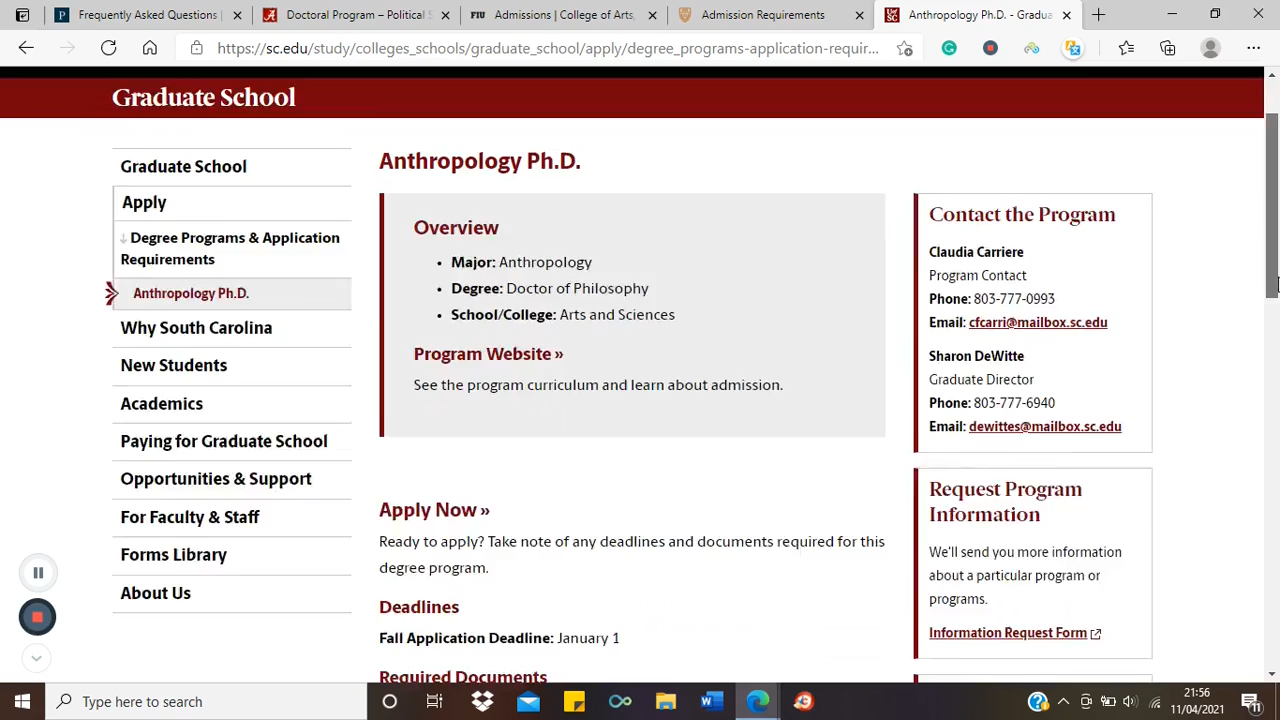 Frequently Asked Questions |
Doctoral Program – Political S
FIU
Admissions | College of Arts,
Admission Requirements
Anthropology Ph.D. - Gradua
https://sc.edu/study/colleges_schools/graduate_school/apply/degree_programs-application-requir...
Graduate School
Graduate School
Apply
Degree Programs & Application
Requirements
Anthropology Ph.D.
Why South Carolina
New Students
Academics
Paying for Graduate School
Opportunities & Support
For Faculty & Staff
Forms Library
About Us
Anthropology Ph.D.
Overview
• Major: Anthropology
• Degree: Doctor of Philosophy
• School/College: Arts and Sciences
Program Website »
See the program curriculum and learn about admission.
Apply Now »
Ready to apply? Take note of any deadlines and documents required for this
degree program.
Deadlines
Fall Application Deadline: January 1
Required Documents
Contact the Program
Claudia Carriere
Program Contact
Phone: 803-777-0993
Email: cfcarri@mailbox.sc.edu
Sharon DeWitte
Graduate Director
Phone: 803-777-6940
Email: dewittes@mailbox.sc.edu
Request Program
Information
We'll send you more information
about a particular program or
programs.
Information Request Form
Type here to search
21:56
11/04/2021